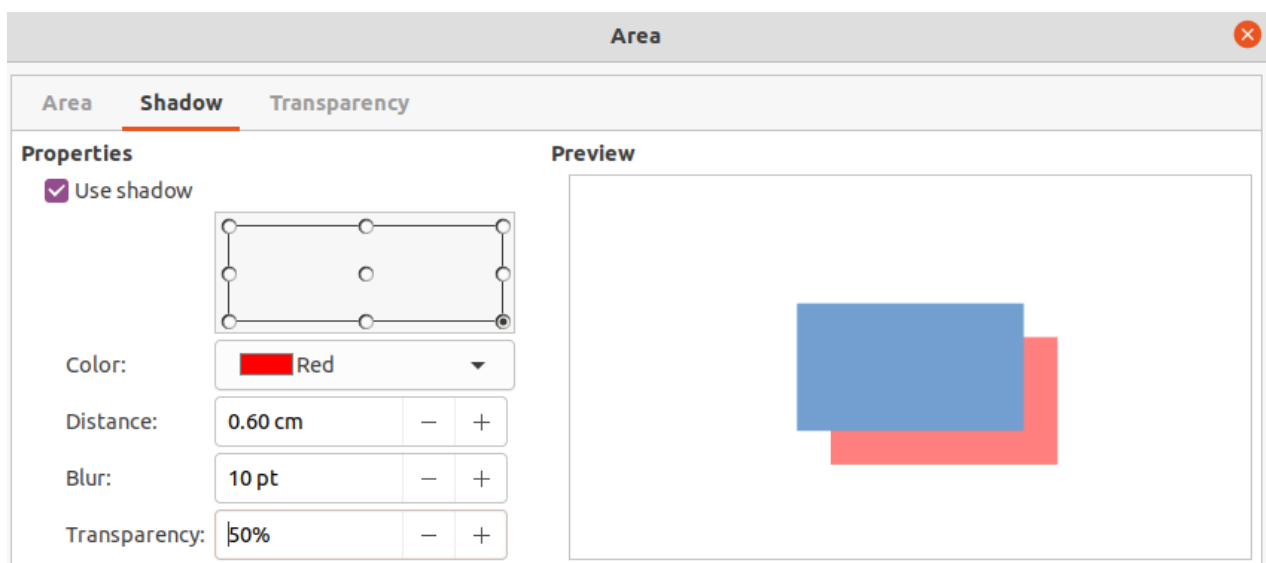 Area
Area Shadow Transparency
Properties
Preview
Use shadow
Color: Red
Distance: 0.60 cm
Blur: 10 pt
Transparency: 50%